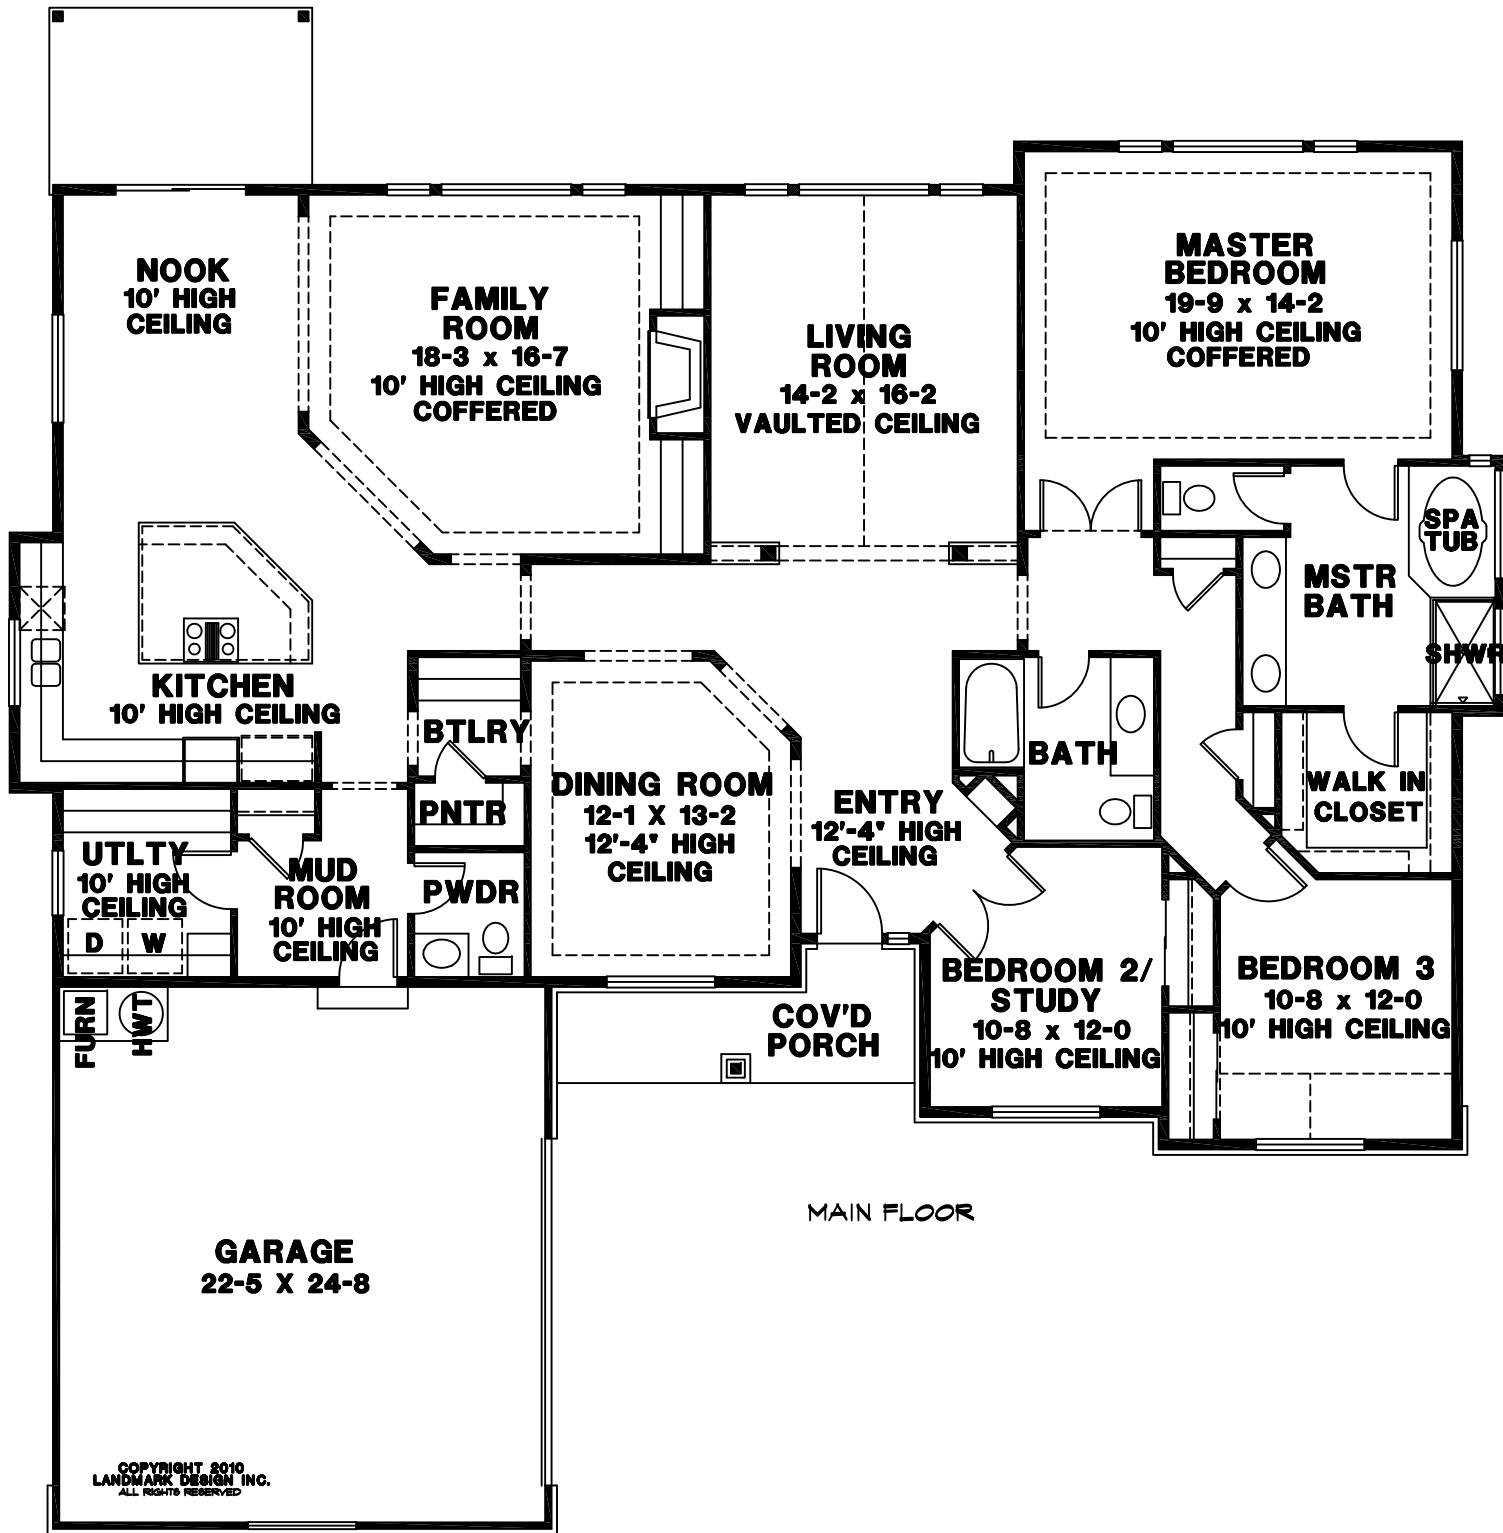 NOOK
10' HIGH
CEILING
FAMILY
ROOM
18-3 x 16-7
10' HIGH CEILING
COFFERED
LIVING
ROOM
14-2 x 16-2
VAULTED CEILING
MASTER
BEDROOM
19-9 x 14-2
10' HIGH CEILING
COFFERED
SPA
TUB
MSTR
BATH
SHWR
KITCHEN
10' HIGH CEILING
BTLRY
PNTR
DINING ROOM
12-1 X 13-2
12'-4" HIGH
CEILING
ENTRY
12'-4" HIGH
CEILING
BATH
WALK IN
CLOSET
UTLTY
10' HIGH
CEILING
D
W
MUD
ROOM
10' HIGH
CEILING
PWDR
FURN
HWT
COV'D
PORCH
BEDROOM 2/
STUDY
10-8 x 12-0
10' HIGH CEILING
BEDROOM 3
10-8 x 12-0
10' HIGH CEILING
MAIN FLOOR
GARAGE
22-5 X 24-8
COPYRIGHT 2010
LANDMARK DESIGN INC.
ALL RIGHTS RESERVED